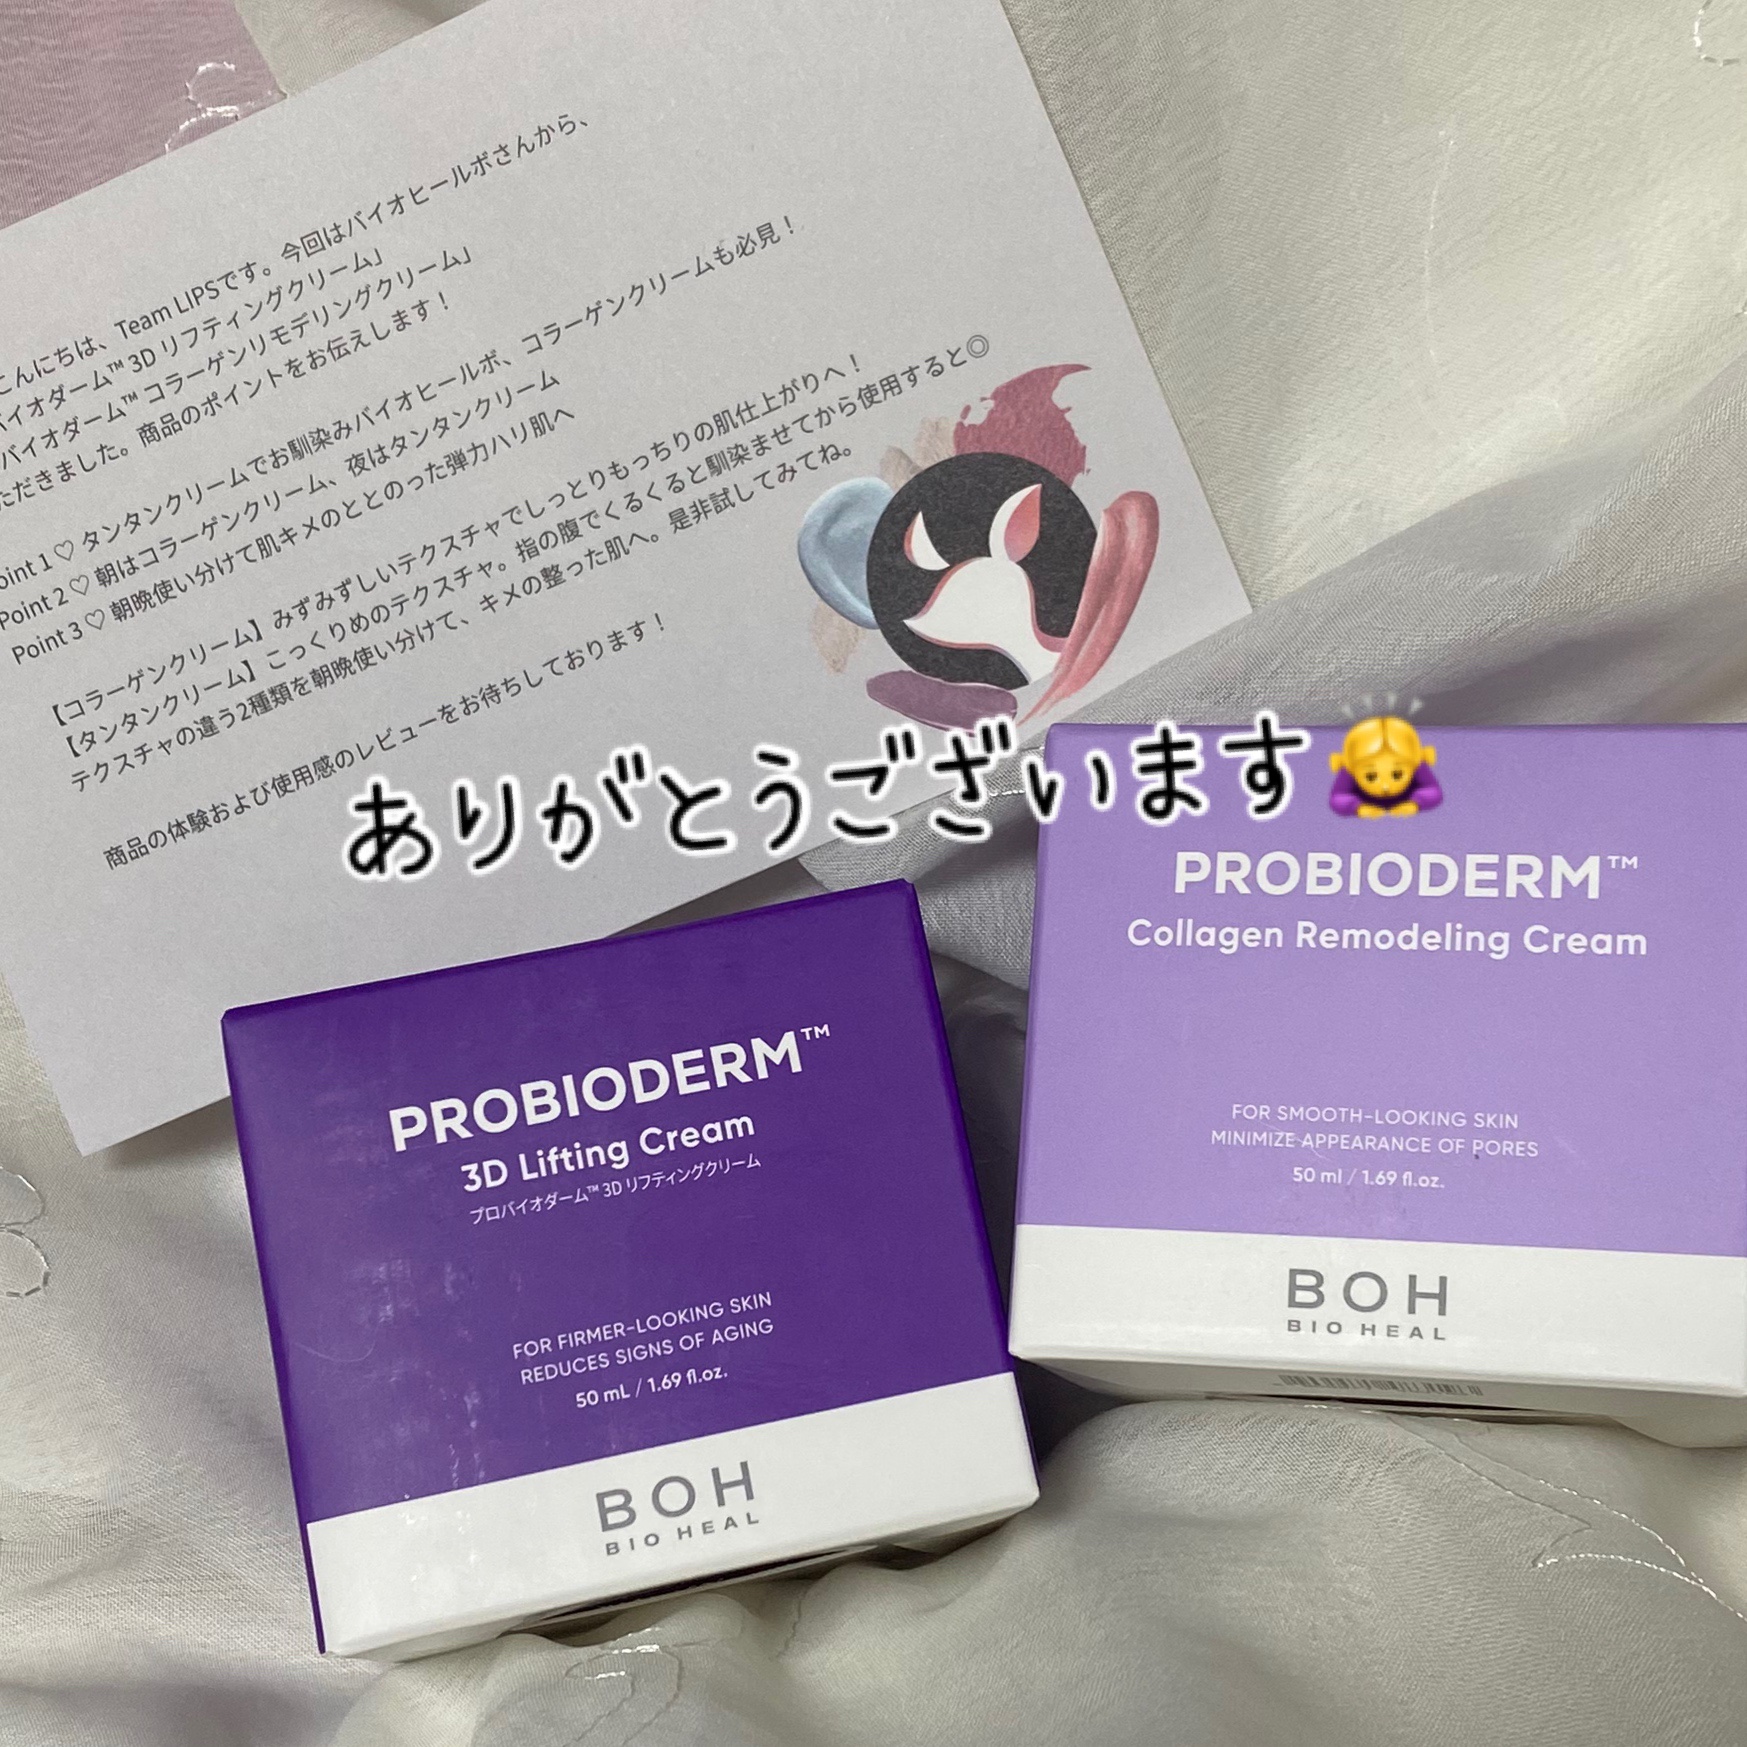 こんにちは、Team LIPSです。今回はバイオヒールボさんから、
バイオダーム™ 3D リフティングクリーム」
バイオダーム™ コラーゲンリモデリングクリーム」
ただきました。商品のポイントをお伝えします！
oint 1♡ タンタンクリームでお馴染みバイオヒールボ、コラーゲンクリームも必見！
Point 2♡ 朝はコラーゲンクリーム、夜はタンタンクリーム
Point 3♡ 朝晩使い分けて肌キメのととのった弾力ハリ肌へ
【コラーゲンクリーム】みずみずしいテクスチャでしっとりもっちりの肌仕上がりへ！
【タンタンクリーム】こっくりめのテクスチャ。指の腹でくるくると馴染ませてから使用すると◎
テクスチャの違う2種類を朝晩使い分けて、キメの整った肌へ。是非試してみてね。
商品の体験および使用感のレビューをお待ちしております！
ありがとうございます🙇‍♀️
PROBIODERM™
Collagen Remodeling Cream
FOR SMOOTH-LOOKING SKIN
MINIMIZE APPEARANCE OF PORES
50 ml / 1.69 fl.oz.
BOH
BIO HEAL
PROBIODERM™
3D Lifting Cream
プロバイオダーム™ 3D リフティングクリーム
FOR FIRMER-LOOKING SKIN
REDUCES SIGNS OF AGING
50 mL / 1.69 fl.oz.
BOH
BIO HEAL